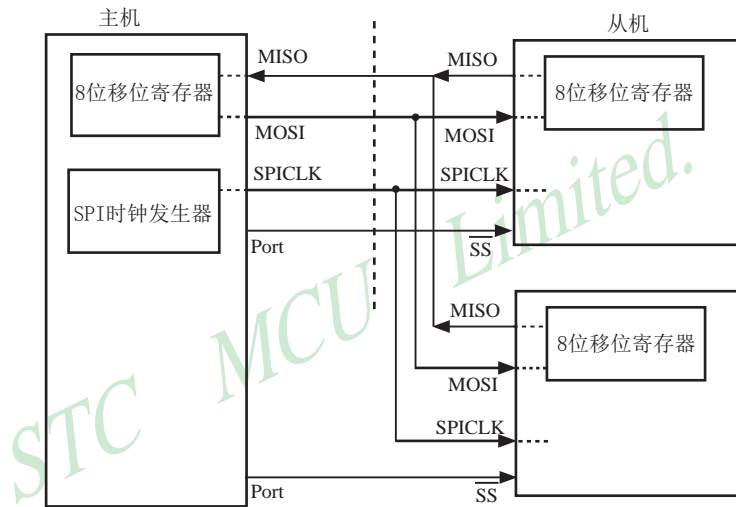 主机
从机
MISO
MISO
8位移位寄存器
8位移位寄存器
MOSI
MOSI
SPICLK
SPICLK
SPI时钟发生器
Port
SS
MISO
8位移位寄存器
MOSI
SPICLK
Port
SS
STC MCU Limited.